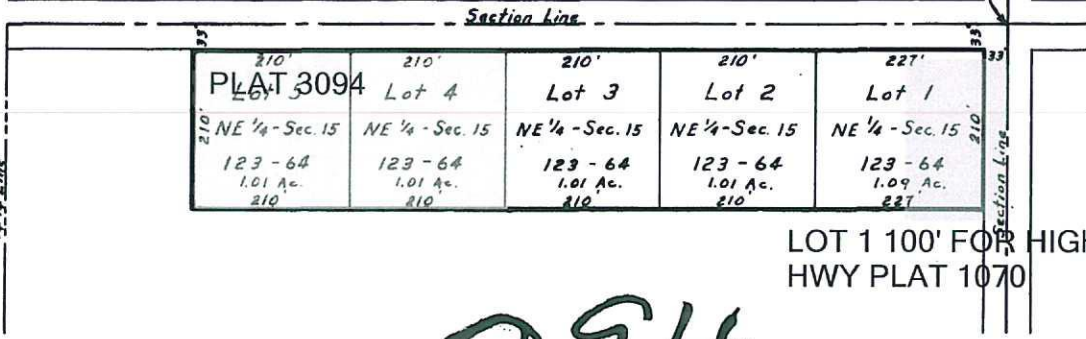 Section Line
33' 33'
210' 210' 210' 227' 33'
PLAT 3094
Lot 5 Lot 4 Lot 3 Lot 2 Lot 1
210' NE ¼ - Sec. 15 NE ¼ - Sec. 15 NE ¼ - Sec. 15 NE ¼ - Sec. 15 NE ¼ - Sec. 15 210'
123 - 64 123 - 64 123 - 64 123 - 64 123 - 64
1.01 Ac. 1.01 Ac. 1.01 Ac. 1.01 Ac. 1.09 Ac.
210' 210' 210' 210' 227
Section Line
LOT 1 100' FOR HIGH
HWY PLAT 1070